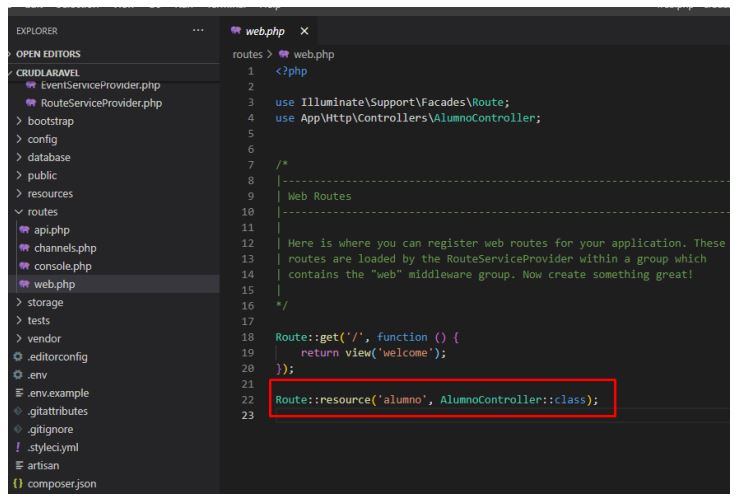 EXPLORER
OPEN EDITORS
CRUDLARAVEL
EventServiceProvider.php
RouteServiceProvider.php
bootstrap
config
database
public
resources
routes
api.php
channels.php
console.php
web.php
storage
tests
vendor
.editorconfig
.env
.env.example
.gitattributes
.gitignore
.styleci.yml
artisan
composer.json
web.php
routes > web.php
1 <?php
2
3 use Illuminate\Support\Facades\Route;
4 use App\Http\Controllers\AlumnoController;
5
6
7 /*
8 |--------------------------------------------------------------------------
9 | Web Routes
10 |--------------------------------------------------------------------------
11 |
12 | Here is where you can register web routes for your application. These
13 | routes are loaded by the RouteServiceProvider within a group which
14 | contains the "web" middleware group. Now create something great!
15 |
16 */
17
18 Route::get('/', function () {
19 return view('welcome');
20 });
21
22 Route::resource('alumno', AlumnoController::class);
23